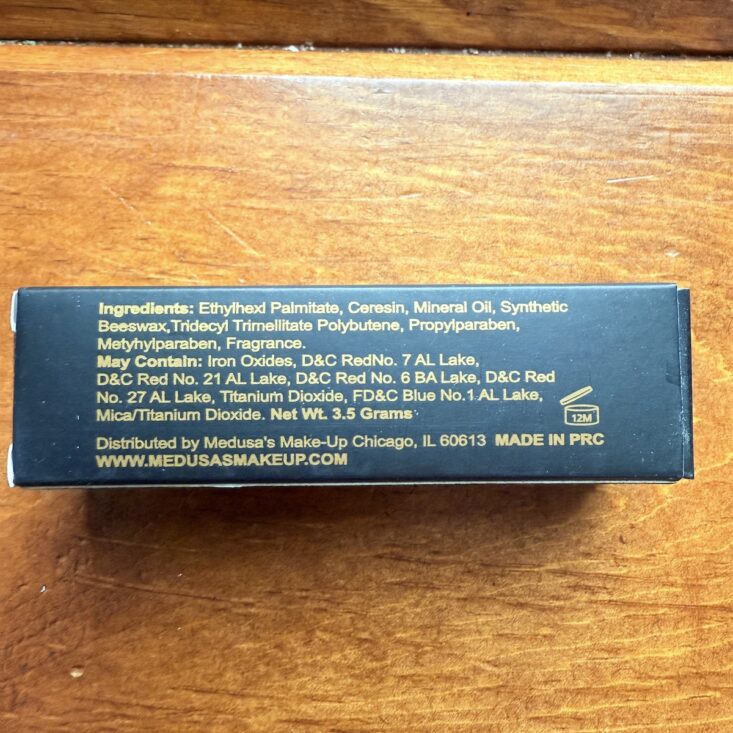 Ingredients: Ethylhexl Palmitate, Ceresin, Mineral Oil, Synthetic
Beeswax,Tridecyl Trimellitate Polybutene, Propylparaben,
Metyhylparaben, Fragrance.
May Contain: Iron Oxides, D&C RedNo. 7 AL Lake,
D&C Red No. 21 AL Lake, D&C Red No. 6 BA Lake, D&C Red
No. 27 AL Lake, Titanium Dioxide, FD&C Blue No.1 AL Lake,
Mica/Titanium Dioxide. Net Wt. 3.5 Grams
12M
Distributed by Medusa's Make-Up Chicago, IL 60613 MADE IN PRC
WWW.MEDUSASMAKEUP.COM